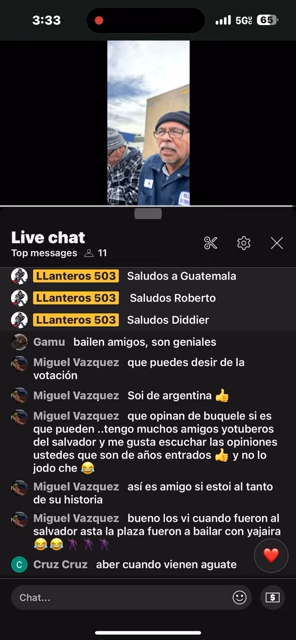 3:33
5GE 65
Live chat
Top messages 11
LLanteros 503 Saludos a Guatemala
LLanteros 503 Saludos Roberto
LLanteros 503 Saludos Diddier
Gamu bailen amigos, son geniales
Miguel Vazquez que puedes desir de la
votación
Miguel Vazquez Soi de argentina 👍
Miguel Vazquez que opinan de buquele si es
que pueden ..tengo muchos amigos yotuberos
del salvador y me gusta escuchar las opiniones
ustedes que son de años entrados 👍 y no lo
jodo che 😂
Miguel Vazquez así es amigo si estoi al tanto
de su historia
Miguel Vazquez bueno los vi cuando fueron al
salvador asta la plaza fueron a bailar con yajaira
😂😂🕺🕺🕺
C Cruz Cruz aber cuando vienen aguate
Chat...